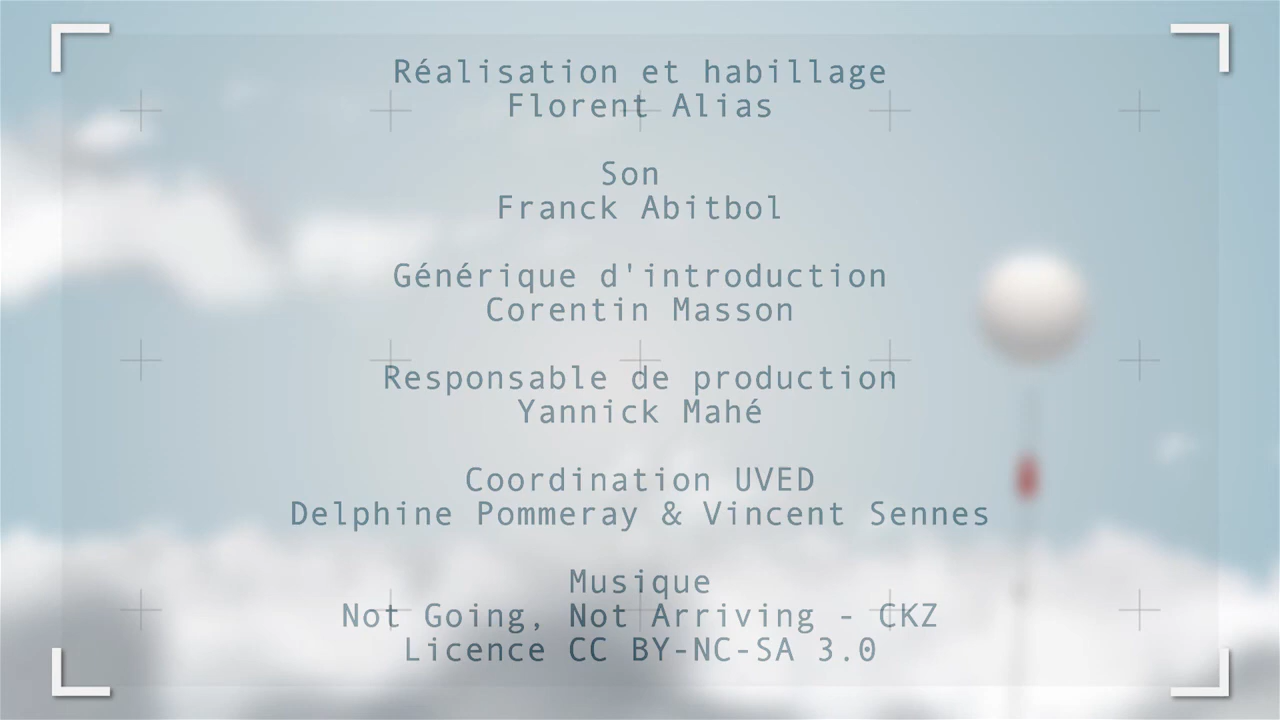 Réalisation et habillage
Florent Alias
Son
Franck Abitbol
Générique d'introduction
Corentin Masson
Responsable de production
Yannick Mahé
Coordination UVED
Delphine Pommeray & Vincent Sennes
Musique
Not Going, Not Arriving - CKZ
Licence CC BY-NC-SA 3.0